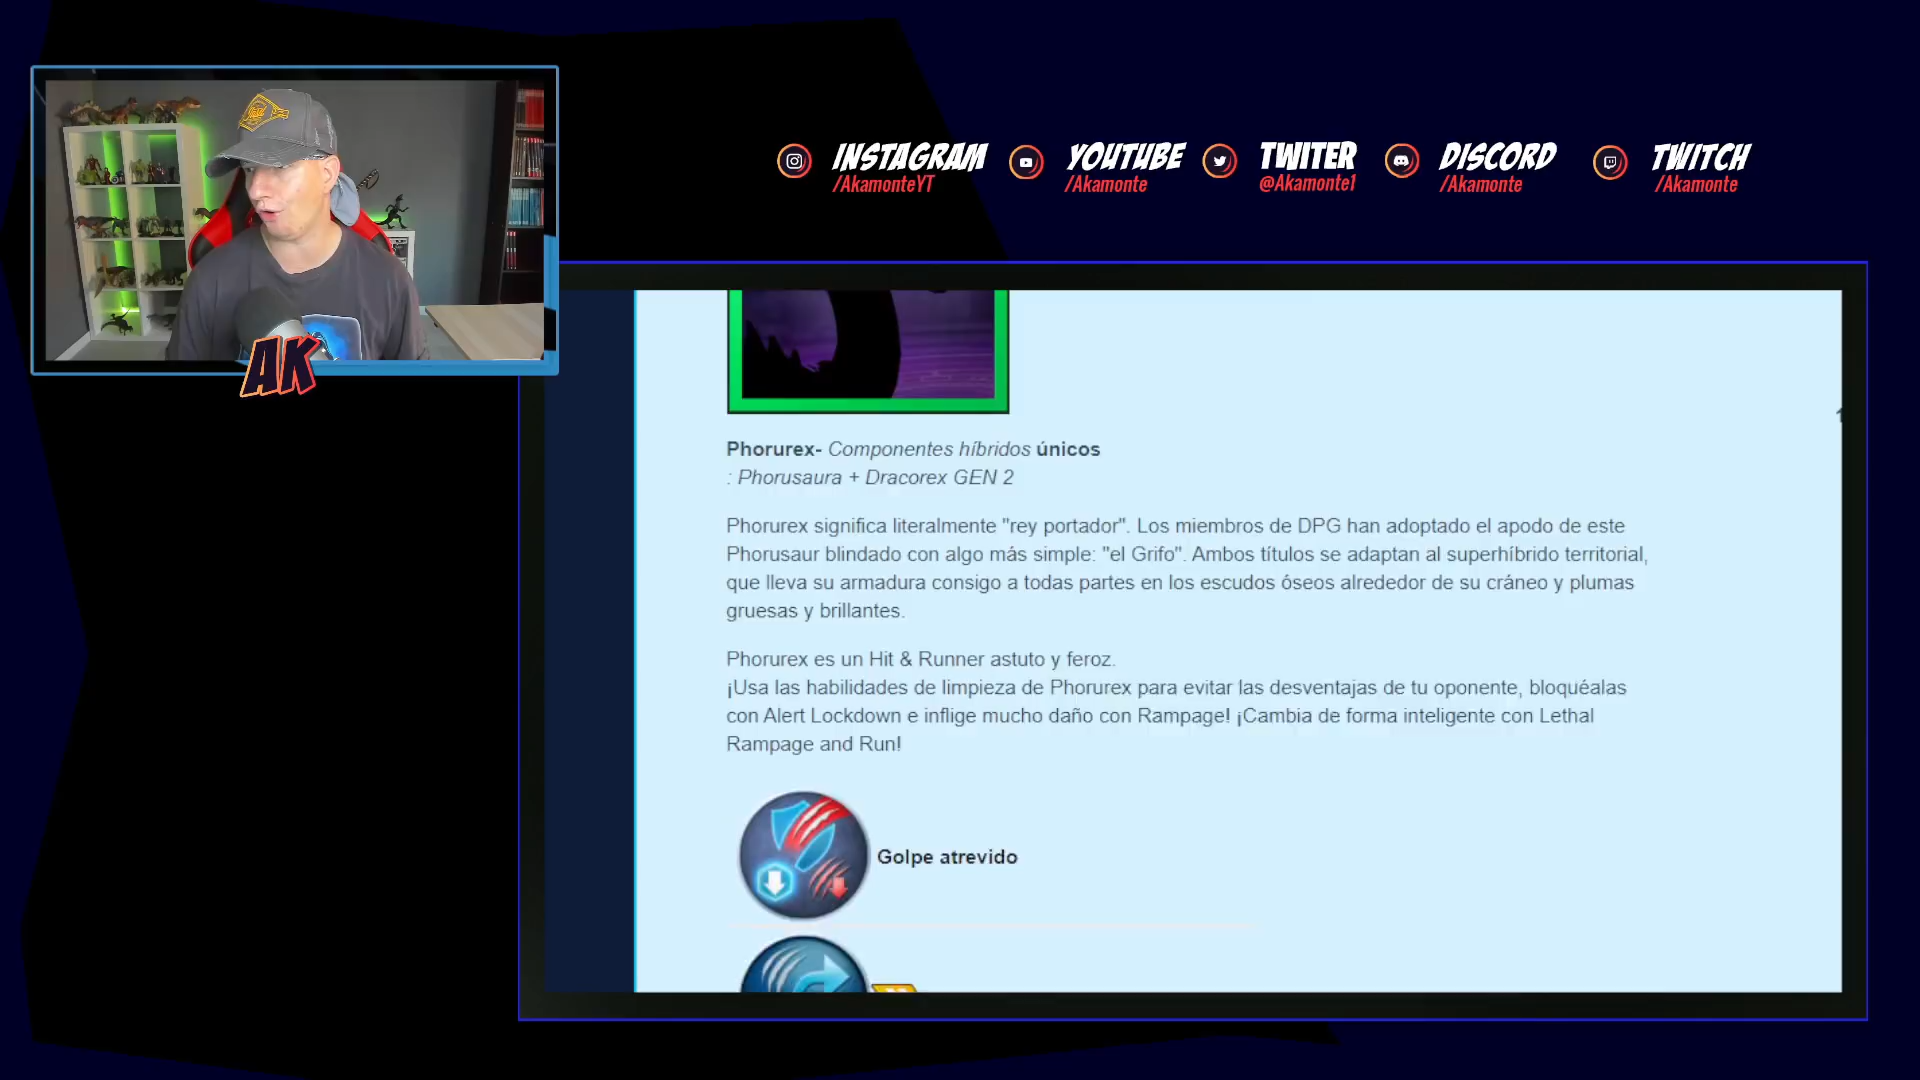 INSTAGRAM
/AkamonteYT
YOUTUBE
/Akamonte
TWITER
@Akamonte1
DISCORD
/Akamonte
TWITCH
/Akamonte
AK
Phorurex- Componentes híbridos únicos
: Phorusaura + Dracorex GEN 2
Phorurex significa literalmente "rey portador". Los miembros de DPG han adoptado el apodo de este
Phorusaur blindado con algo más simple: "el Grifo". Ambos títulos se adaptan al superhíbrido territorial,
que lleva su armadura consigo a todas partes en los escudos óseos alrededor de su cráneo y plumas
gruesas y brillantes.
Phorurex es un Hit & Runner astuto y feroz.
¡Usa las habilidades de limpieza de Phorurex para evitar las desventajas de tu oponente, bloquéalas
con Alert Lockdown e inflige mucho daño con Rampage! ¡Cambia de forma inteligente con Lethal
Rampage and Run!
Golpe atrevido